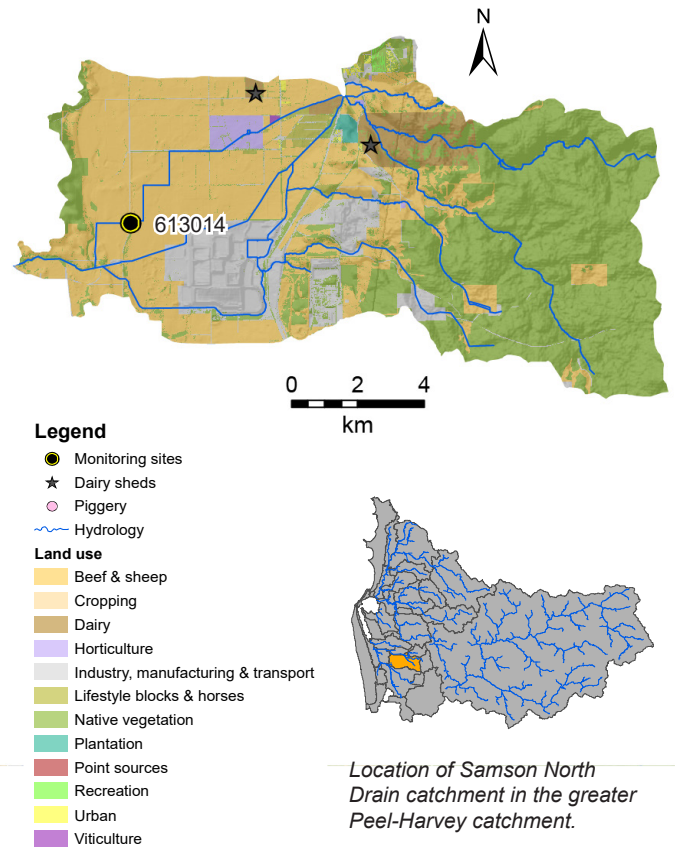 N
613014
0 2 4
km
Legend
Monitoring sites
Dairy sheds
Piggery
Hydrology
Land use
Beef & sheep
Cropping
Dairy
Horticulture
Industry, manufacturing & transport
Lifestyle blocks & horses
Native vegetation
Plantation
Point sources
Recreation
Urban
Viticulture
Location of Samson North
Drain catchment in the greater
Peel-Harvey catchment.